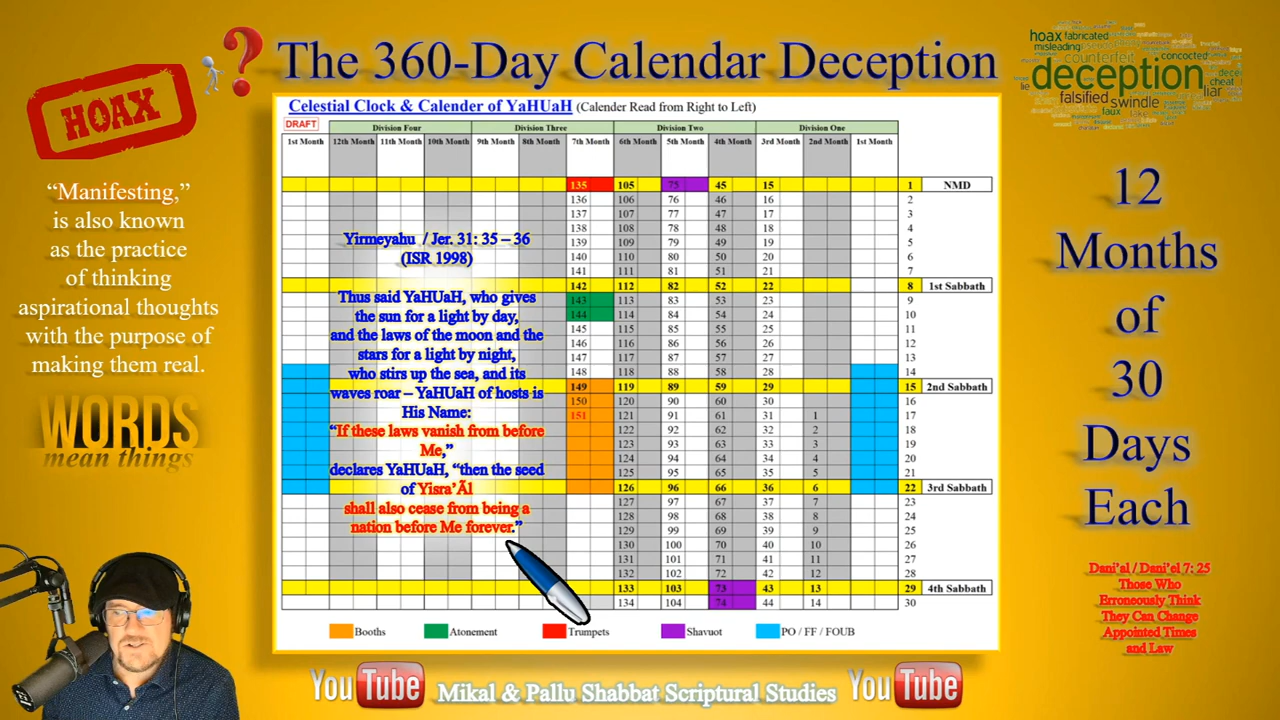 The 360-Day Calendar Deception
HOAX
?
hoax fabricated
misleading
counterfeit concocted
deception
cheat
liar
falsified swindle
faux
Celestial Clock & Calender of YaHUaH (Calender Read from Right to Left)
DRAFT
Division Four Division Three Division Two Division One
1st Month 12th Month 11th Month 10th Month 9th Month 8th Month 7th Month 6th Month 5th Month 4th Month 3rd Month 2nd Month 1st Month
135 105 75 45 15 1 NMD
136 106 76 46 16 2
137 107 77 47 17 3
138 108 78 48 18 4
139 109 79 49 19 5
140 110 80 50 20 6
141 111 81 51 21 7
142 112 82 52 22 8 1st Sabbath
143 113 83 53 23 9
144 114 84 54 24 10
145 115 85 55 25 11
146 116 86 56 26 12
147 117 87 57 27 13
148 118 88 58 28 14
149 119 89 59 29 15 2nd Sabbath
150 120 90 60 30 16
151 121 91 61 31 1 17
122 92 62 32 2 18
123 93 63 33 3 19
124 94 64 34 4 20
125 95 65 35 5 21
126 96 66 36 6 22 3rd Sabbath
127 97 67 37 7 23
128 98 68 38 8 24
129 99 69 39 9 25
130 100 70 40 10 26
131 101 71 41 11 27
132 102 72 42 12 28
133 103 73 43 13 29 4th Sabbath
134 104 74 44 14 30
Booths Atonement Trumpets Shavuot PO / FF / FOUB
Yirmeyahu / Jer. 31: 35 – 36
(ISR 1998)
Thus said YaHUaH, who gives
the sun for a light by day,
and the laws of the moon and the
stars for a light by night,
who stirs up the sea, and its
waves roar – YaHUaH of hosts is
His Name:
“If these laws vanish from before
Me,”
declares YaHUaH, “then the seed
of Yisra’Ãl
shall also cease from being a
nation before Me forever.”
“Manifesting,”
is also known
as the practice
of thinking
aspirational thoughts
with the purpose of
making them real.
WORDS
mean things
12
Months
of
30
Days
Each
Dani’al / Dani’el 7: 25
Those Who
Erroneously Think
They Can Change
Appointed Times
and Law
YouTube Mikal & Pallu Shabbat Scriptural Studies YouTube